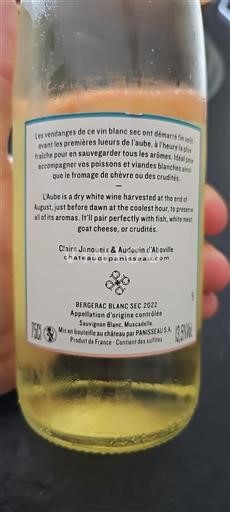 Les vendanges de ce vin blanc sec ont démarré fin août,
avant les premières lueurs de l'aube, à l'heure la plus
fraîche pour en sauvegarder tous les arômes. Idéal pour
accompagner vos poissons et viandes blanches ainsi
que le fromage de chèvre ou des crudités.
L'Aube is a dry white wine harvested at the end of
August, just before dawn at the coolest hour, to preserve
all of its aromas. It'll pair perfectly with fish, white meat,
goat cheese, or crudités.
Claire Janoueix & Audouin d'Aboville
chateaudepanisseau.com
BERGERAC BLANC SEC 2022
Appellation d'origine contrôlée
Sauvignon Blanc, Muscadelle.
Mis en bouteille au château par PANISSEAU S.A.
Produit de France - Contient des sulfites
75Cl
13,5%Vol.